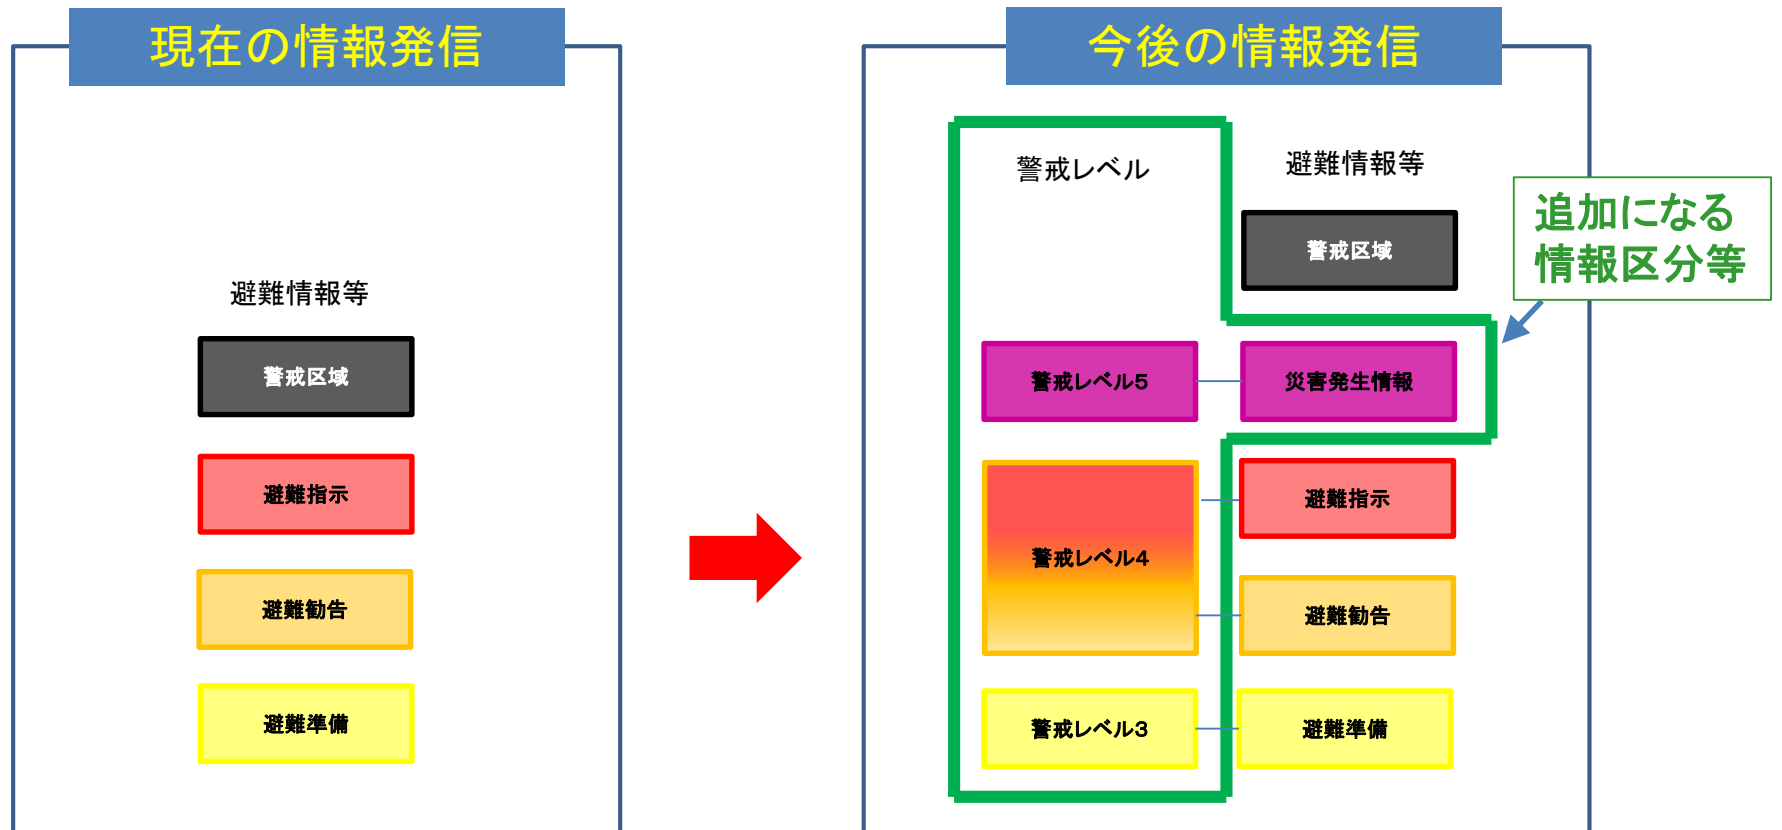 現在の情報発信
避難情報等
警戒区域
避難指示
避難勧告
避難準備
今後の情報発信
警戒レベル
避難情報等
警戒区域
追加になる
情報区分等
警戒レベル5
災害発生情報
警戒レベル4
避難指示
避難勧告
警戒レベル3
避難準備